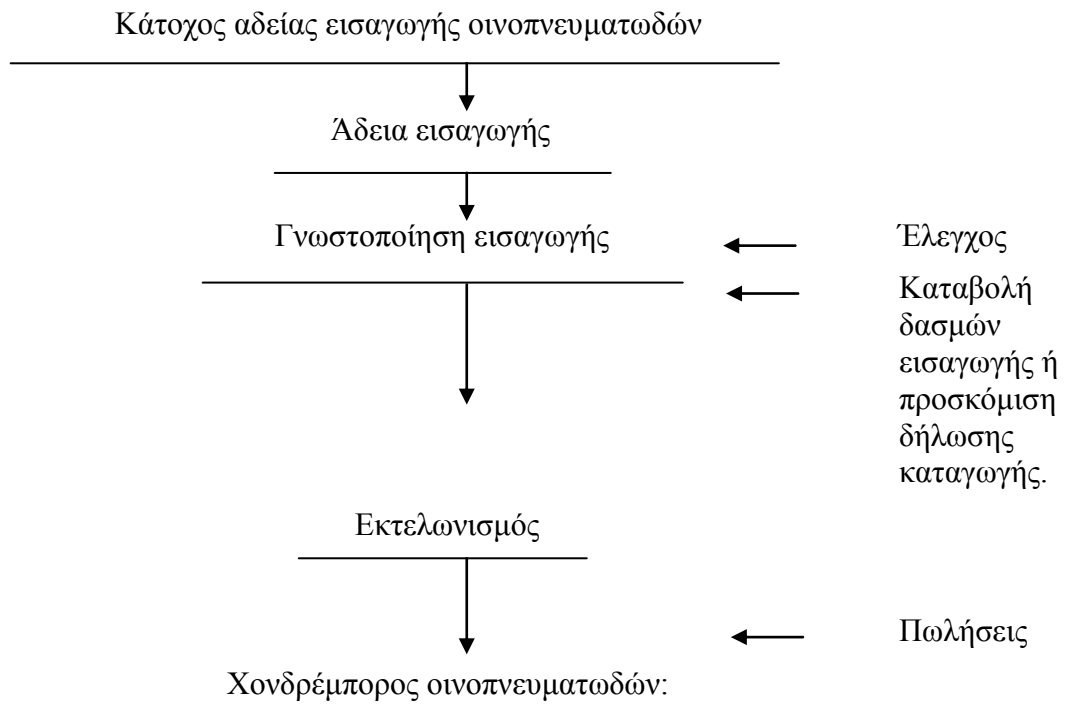 Κάτοχος αδείας εισαγωγής οινοπνευματωδών
Άδεια εισαγωγής
Γνωστοποίηση εισαγωγής
Έλεγχος
Καταβολή
δασμών
εισαγωγής ή
προσκόμιση
δήλωσης
καταγωγής.
Εκτελωνισμός
Πωλήσεις
Χονδρέμπορος οινοπνευματωδών: